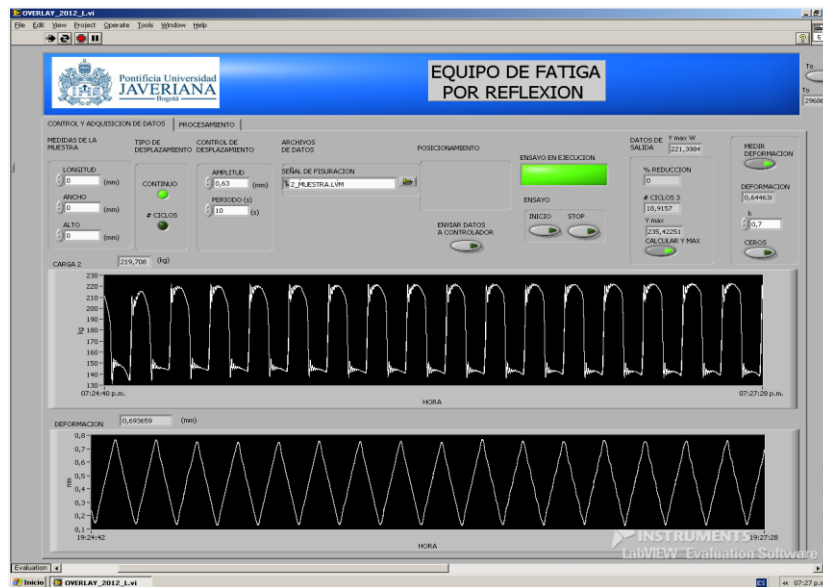 OVERLAY_2012_L.vi
File Edit View Project Operate Tools Window Help
Pontificia Universidad
JAVERIANA
Bogotá
EQUIPO DE FATIGA
POR REFLEXION
To
To
CONTROL Y ADQUISICION DE DATOS PROCESAMIENTO
MEDIDAS DE LA
MUESTRA
LONGITUD
0 (mm)
ANCHO
0 (mm)
ALTO
0 (mm)
TIPO DE
DESPLAZAMIENTO
CONTINUO
# CICLOS
CONTROL DE
DESPLAZAMIENTO
AMPLITUD
0,63 (mm)
PERIODO (s)
10 (s)
ARCHIVOS
DE DATOS
SEÑAL DE FISURACION
2_MUESTRA.LVM
POSICIONAMIENTO
ENVIAR DATOS
A CONTROLADOR
ENSAYO EN EJECUCION
ENSAYO
INICIO STOP
DATOS DE
SALIDA
Y max W
221,3984
% REDUCCION
0
# CICLOS 3
18,9157
Y max
235,42251
CALCULAR Y MAX
MEDIR
DEFORMACION
DEFORMACION
k
0,7
CEROS
CARGA 2 219,708 (kg)
230
220
210
200
190
180
170
160
150
140
130
kg
07:24:40 p.m. 07:27:28 p.m.
HORA
DEFORMACION 0,693659 (mm)
0,8
0,7
0,6
0,5
0,4
0,3
0,2
0,1
mm
19:24:42 19:27:28
HORA
INSTRUMENTS
LabVIEW Evaluation Software
Evaluation
Inicio OVERLAY_2012_L.vi ES 07:27 p.m.